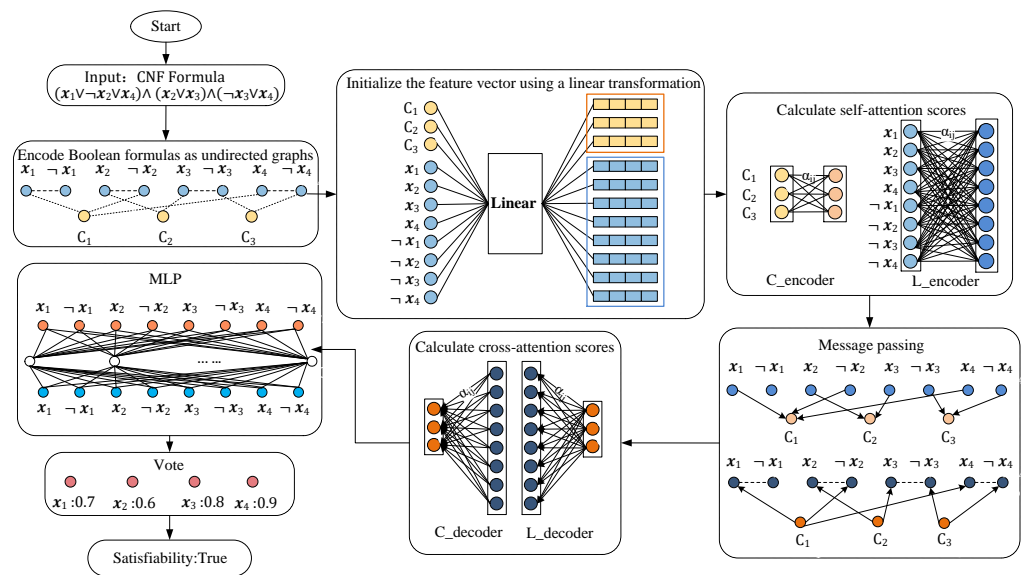 Start
Input: CNF Formula
(x₁∨¬x₂∨x₄)∧ (x₂∨x₃)∧(¬x₃∨x₄)
Encode Boolean formulas as undirected graphs
x₁ ¬ x₁ x₂ ¬ x₂ x₃ ¬ x₃ x₄ ¬ x₄
C₁ C₂ C₃
Initialize the feature vector using a linear transformation
C₁
C₂
C₃
x₁
x₂
x₃
x₄
¬ x₁
¬ x₂
¬ x₃
¬ x₄
Linear
Calculate self-attention scores
C₁
C₂
C₃
αᵢⱼ
C_encoder
x₁
x₂
x₃
x₄
¬ x₁
¬ x₂
¬ x₃
¬ x₄
αᵢⱼ
L_encoder
Message passing
x₁ ¬ x₁ x₂ ¬ x₂ x₃ ¬ x₃ x₄ ¬ x₄
C₁ C₂ C₃
x₁ ¬ x₁ x₂ ¬ x₂ x₃ ¬ x₃ x₄ ¬ x₄
C₁ C₂ C₃
Calculate cross-attention scores
αᵢⱼ αᵢⱼ
C_decoder L_decoder
MLP
x₁ ¬ x₁ x₂ ¬ x₂ x₃ ¬ x₃ x₄ ¬ x₄
... ...
x₁ ¬ x₁ x₂ ¬ x₂ x₃ ¬ x₃ x₄ ¬ x₄
Vote
x₁:0.7 x₂:0.6 x₃:0.8 x₄:0.9
Satisfiability:True